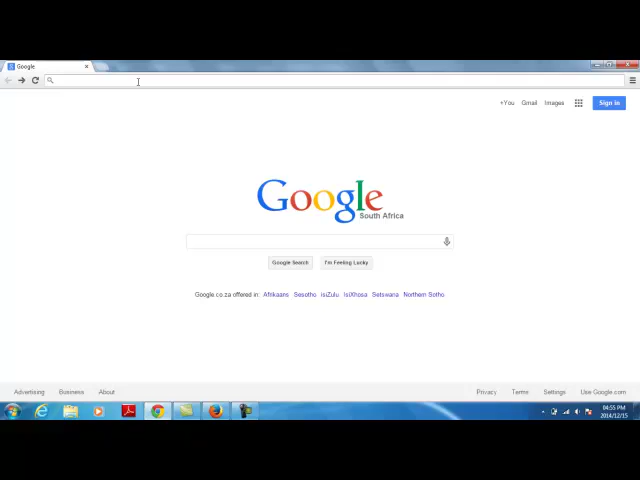 Google
+You Gmail Images Sign in
Google
South Africa
Google Search I'm Feeling Lucky
Google.co.za offered in: Afrikaans Sesotho isiZulu IsiXhosa Setswana Northern Sotho
Advertising Business About Privacy Terms Settings Use Google.com
04:55 PM
2014/12/15